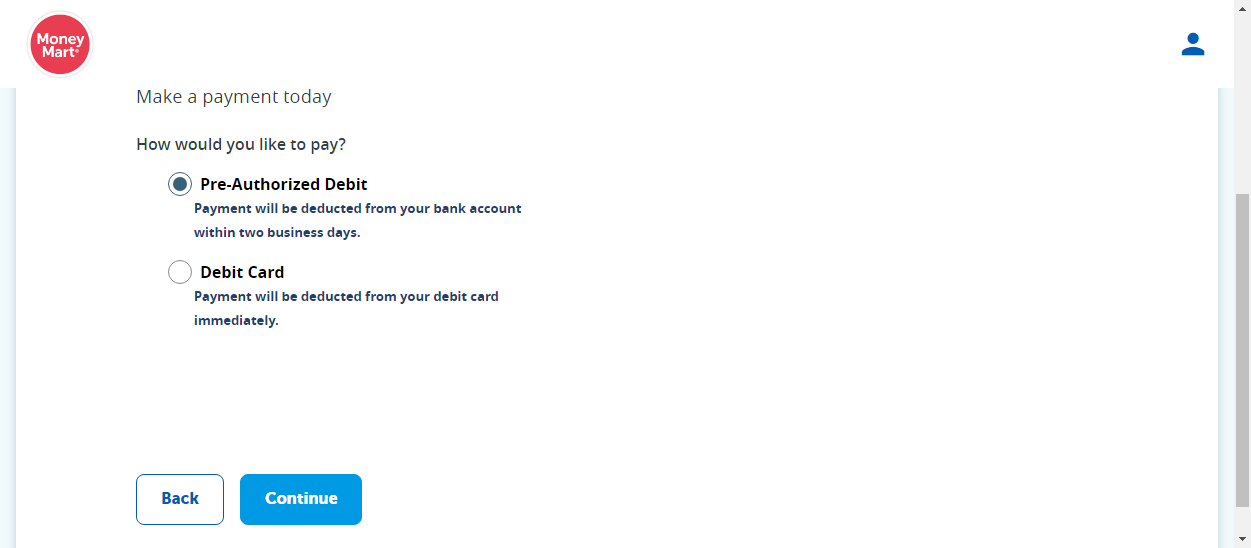 Money
Mart®
Make a payment today
How would you like to pay?
Pre-Authorized Debit
Payment will be deducted from your bank account
within two business days.
Debit Card
Payment will be deducted from your debit card
immediately.
Back
Continue